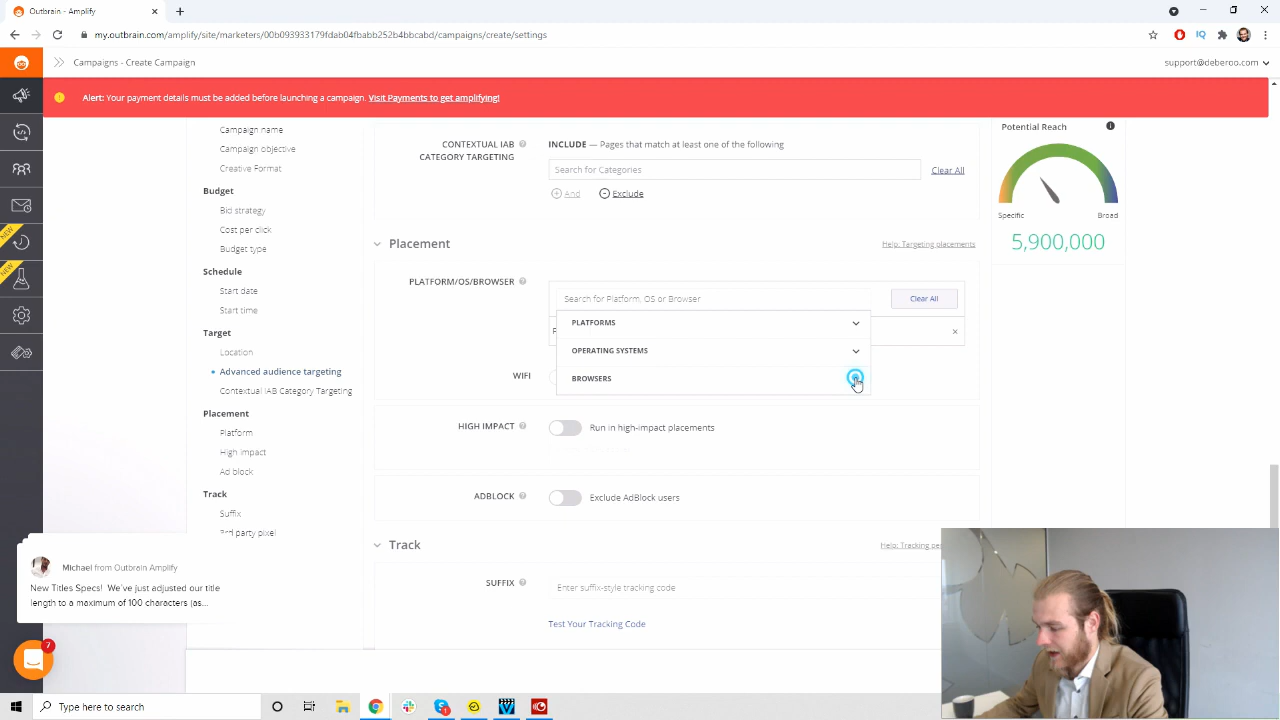 Outbrain - Amplify
my.outbrain.com/amplify/site/marketers/00b093933179fdab04fbabb252b4bbcabd/campaigns/create/settings
Campaigns - Create Campaign
support@deberoo.com
Alert: Your payment details must be added before launching a campaign. Visit Payments to get amplifying!
Campaign name
Campaign objective
Creative Format
Budget
Bid strategy
Cost per click
Budget type
Schedule
Start date
Start time
Target
Location
Advanced audience targeting
Contextual IAB Category Targeting
Placement
Platform
High impact
Ad block
Track
Suffix
3rd party pixel
NEW
NEW
CONTEXTUAL IAB
CATEGORY TARGETING
INCLUDE — Pages that match at least one of the following
Search for Categories
Clear All
And
Exclude
Placement
Help: Targeting placements
PLATFORM/OS/BROWSER
Search for Platform, OS or Browser
Clear All
PLATFORMS
OPERATING SYSTEMS
BROWSERS
WIFI
HIGH IMPACT
Run in high-impact placements
ADBLOCK
Exclude AdBlock users
Track
Help: Tracking
SUFFIX
Enter suffix-style tracking code
Test Your Tracking Code
Potential Reach
Specific
Broad
5,900,000
Michael from Outbrain Amplify
New Titles Specs! We've just adjusted our title
length to a maximum of 100 characters (as...
7
Type here to search